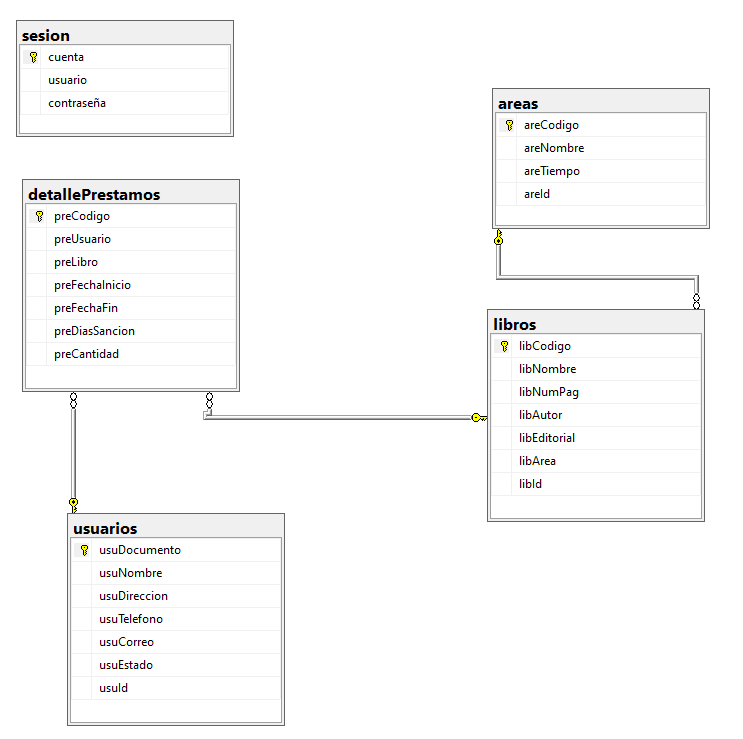 sesion
cuenta
usuario
contraseña
areas
areCodigo
areNombre
areTiempo
areId
detallePrestamos
preCodigo
preUsuario
preLibro
preFechaInicio
preFechaFin
preDiasSancion
preCantidad
libros
libCodigo
libNombre
libNumPag
libAutor
libEditorial
libArea
libId
usuarios
usuDocumento
usuNombre
usuDireccion
usuTelefono
usuCorreo
usuEstado
usuId